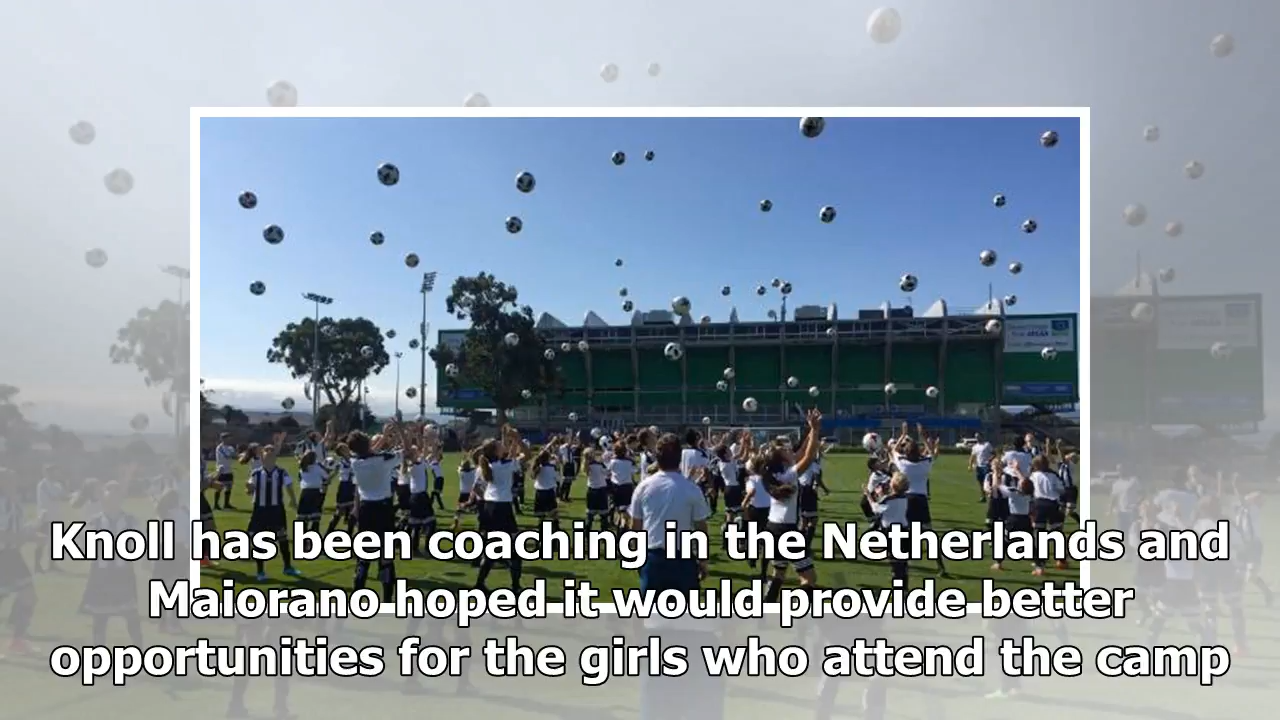 Knoll has been coaching in the Netherlands and
Maiorano hoped it would provide better
opportunities for the girls who attend the camp